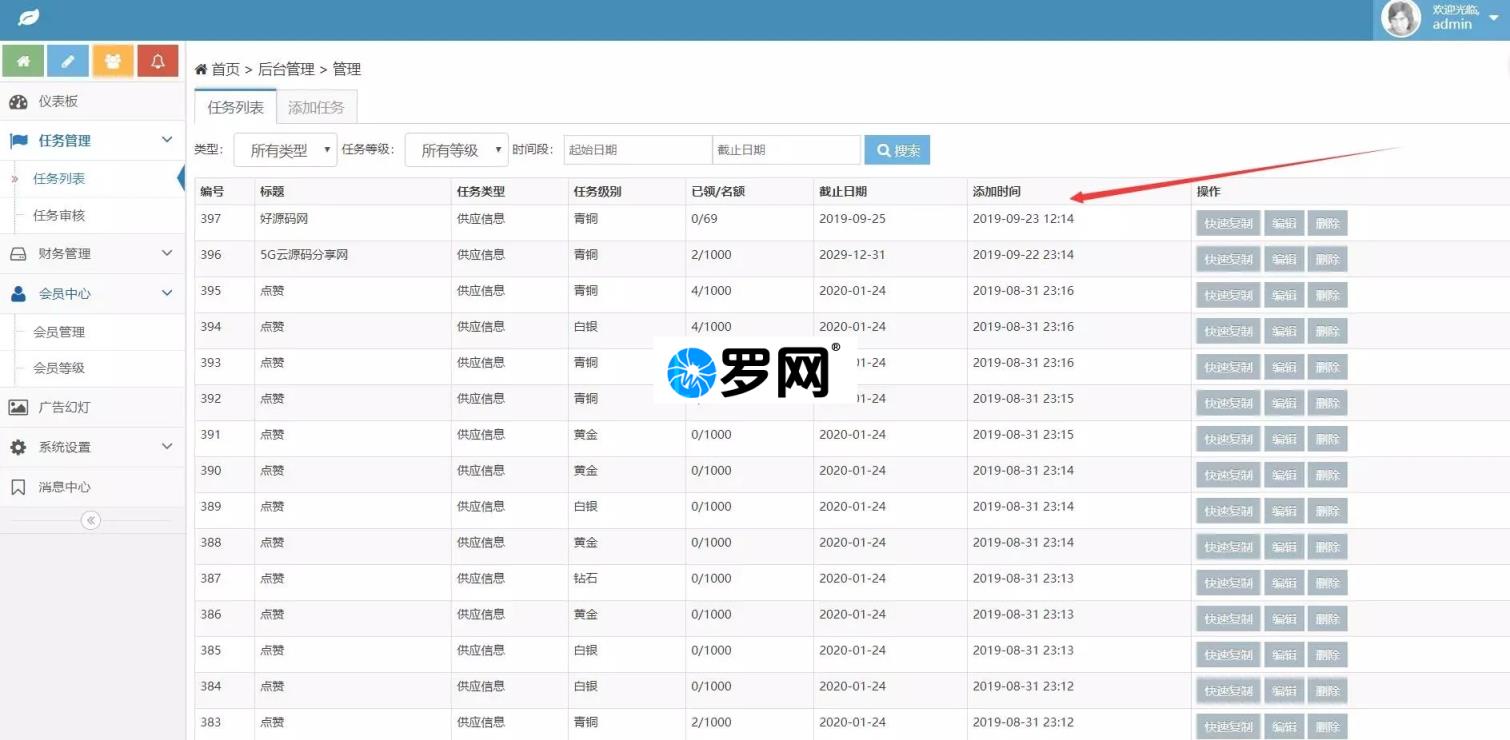 欢迎光临,
admin
首页 > 后台管理 > 管理
仪表板
任务管理
任务列表
任务审核
财务管理
会员中心
会员管理
会员等级
广告幻灯
系统设置
消息中心
任务列表 添加任务
类型: 所有类型 任务等级: 所有等级 时间段: 起始日期 截止日期 搜索
编号 标题 任务类型 任务级别 已领/名额 截止日期 添加时间 操作
397 好源码网 供应信息 青铜 0/69 2019-09-25 2019-09-23 12:14 快速复制 编辑 删除
396 5G云源码分享网 供应信息 青铜 2/1000 2029-12-31 2019-09-22 23:14 快速复制 编辑 删除
395 点赞 供应信息 青铜 4/1000 2020-01-24 2019-08-31 23:16 快速复制 编辑 删除
394 点赞 供应信息 白银 4/1000 2020-01-24 2019-08-31 23:16 快速复制 编辑 删除
393 点赞 供应信息 青铜 01-24 2019-08-31 23:16 快速复制 编辑 删除
罗网®
392 点赞 供应信息 青铜 01-24 2019-08-31 23:15 快速复制 编辑 删除
391 点赞 供应信息 黄金 0/1000 2020-01-24 2019-08-31 23:15 快速复制 编辑 删除
390 点赞 供应信息 黄金 0/1000 2020-01-24 2019-08-31 23:14 快速复制 编辑 删除
389 点赞 供应信息 白银 0/1000 2020-01-24 2019-08-31 23:14 快速复制 编辑 删除
388 点赞 供应信息 黄金 0/1000 2020-01-24 2019-08-31 23:14 快速复制 编辑 删除
387 点赞 供应信息 钻石 0/1000 2020-01-24 2019-08-31 23:13 快速复制 编辑 删除
386 点赞 供应信息 黄金 0/1000 2020-01-24 2019-08-31 23:13 快速复制 编辑 删除
385 点赞 供应信息 白银 0/1000 2020-01-24 2019-08-31 23:13 快速复制 编辑 删除
384 点赞 供应信息 白银 0/1000 2020-01-24 2019-08-31 23:12 快速复制 编辑 删除
383 点赞 供应信息 青铜 2/1000 2020-01-24 2019-08-31 23:12 快速复制 编辑 删除